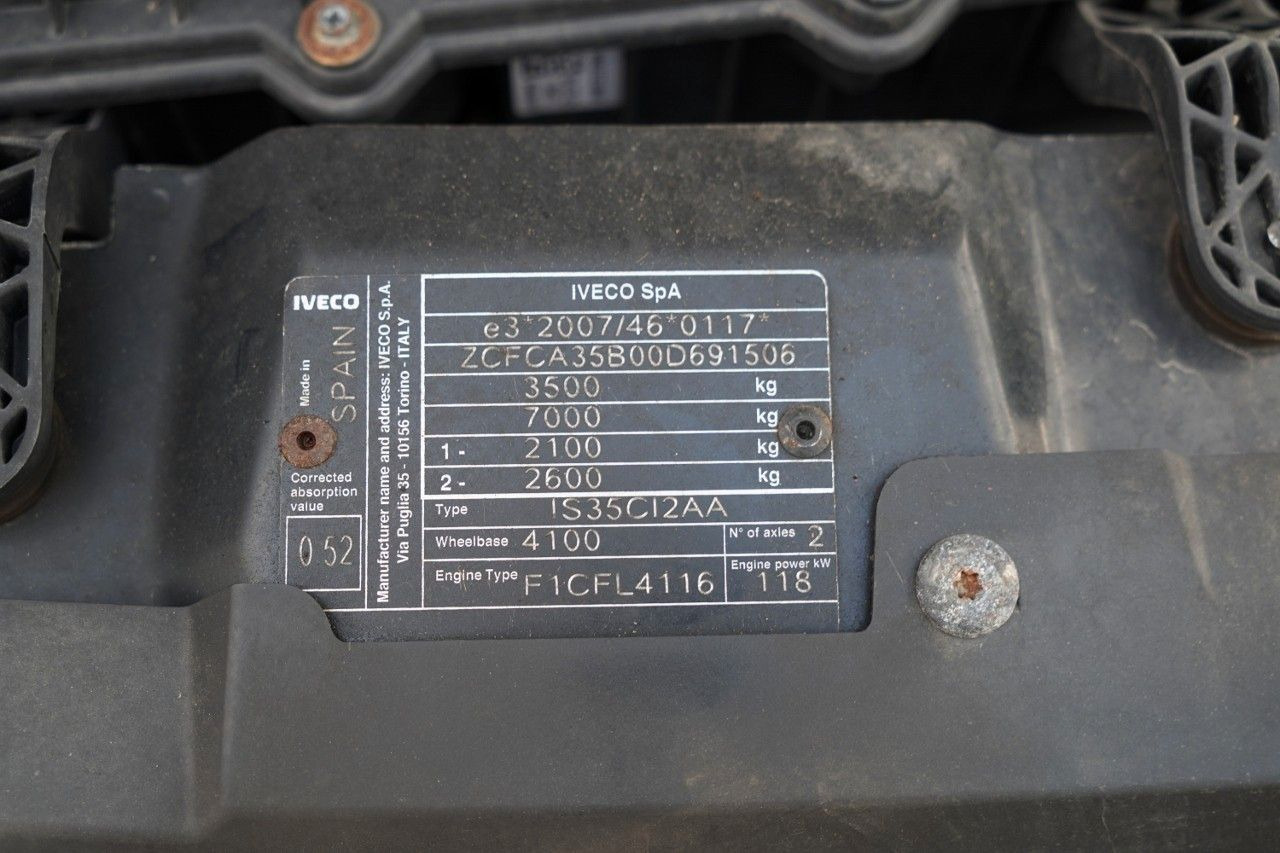 IVECO
Made in SPAIN
Corrected
absorption
value
0 52
Manufacturer name and address: IVECO S.p.A.
Via Puglia 35 - 10156 Torino - ITALY
IVECO SpA
e3*2007/46*0117*
ZCFCA35B00D691506
3500 kg
7000 kg
1- 2100 kg
2- 2600 kg
Type IS35CI2AA
Wheelbase 4100
N° of axles 2
Engine Type F1CFL4116
Engine power kW
118